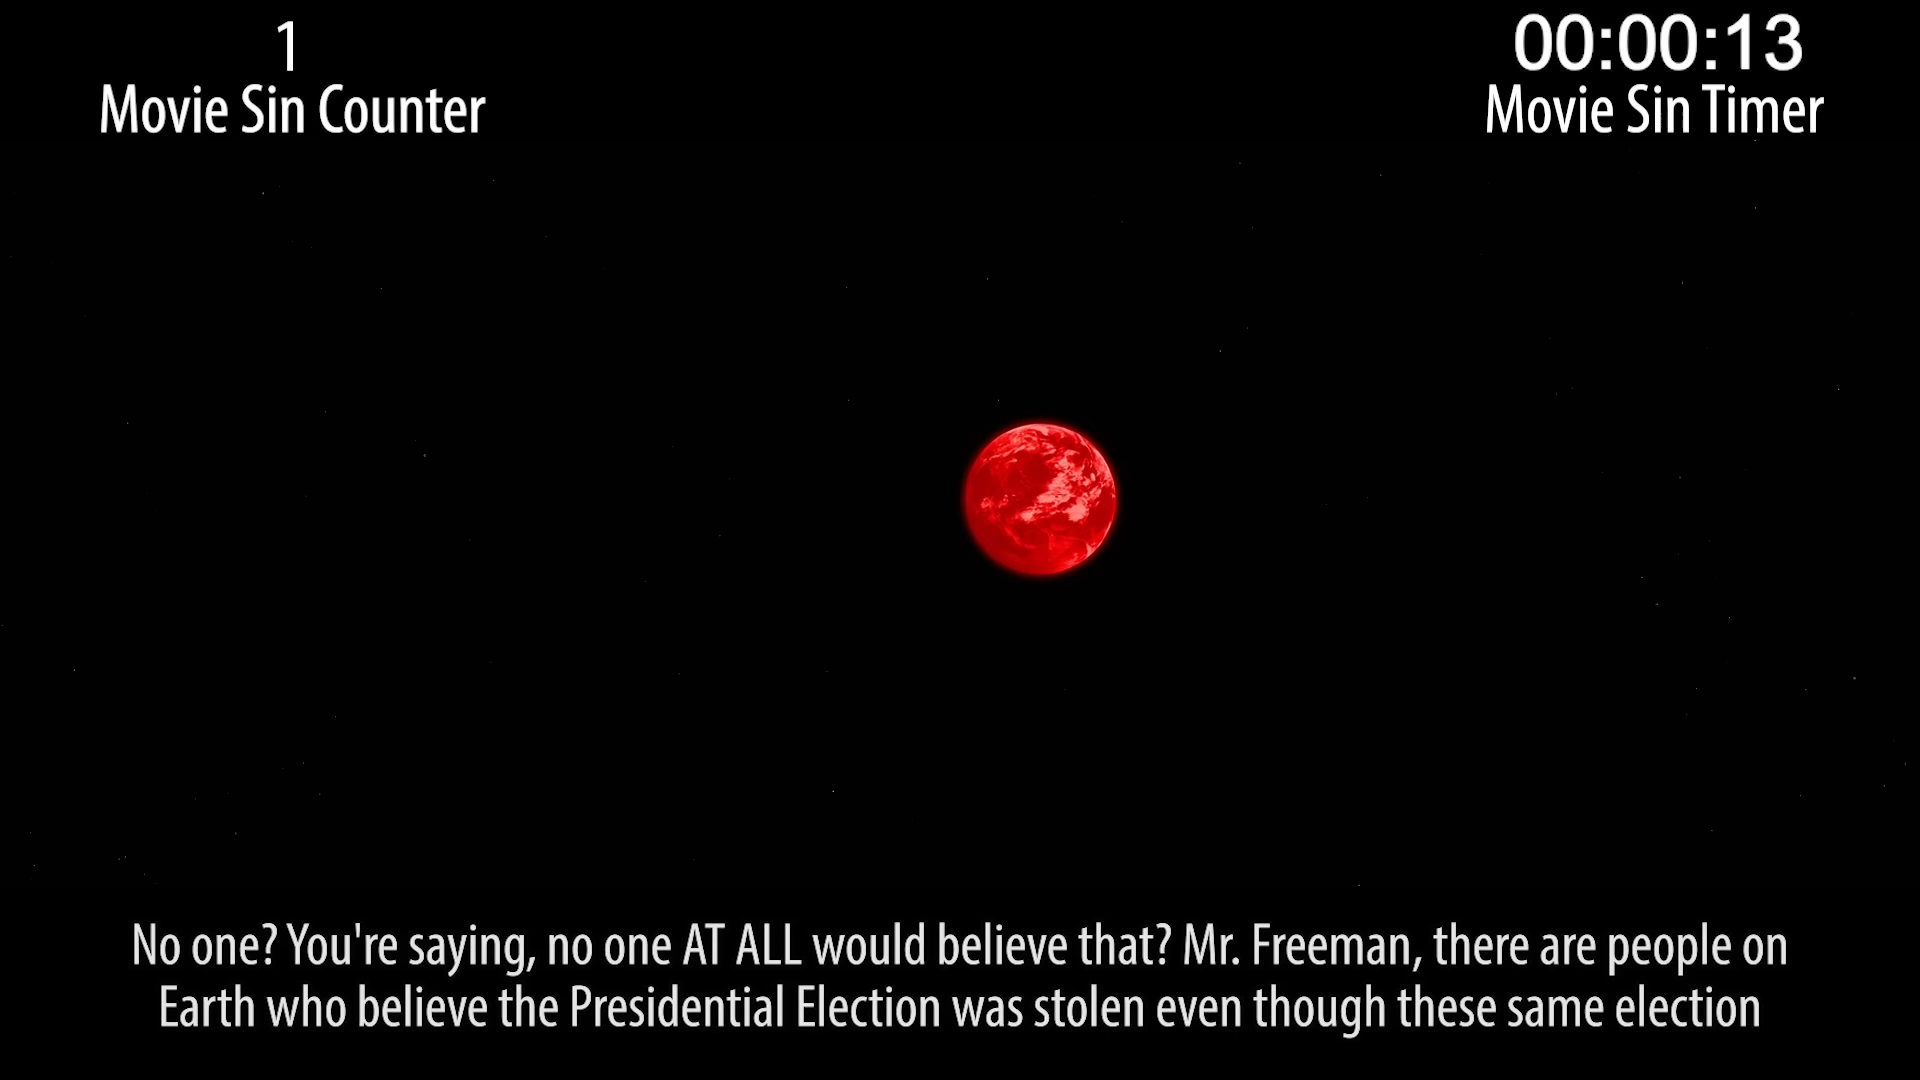 1
Movie Sin Counter
00:00:13
Movie Sin Timer
No one? You're saying, no one AT ALL would believe that? Mr. Freeman, there are people on
Earth who believe the Presidential Election was stolen even though these same election